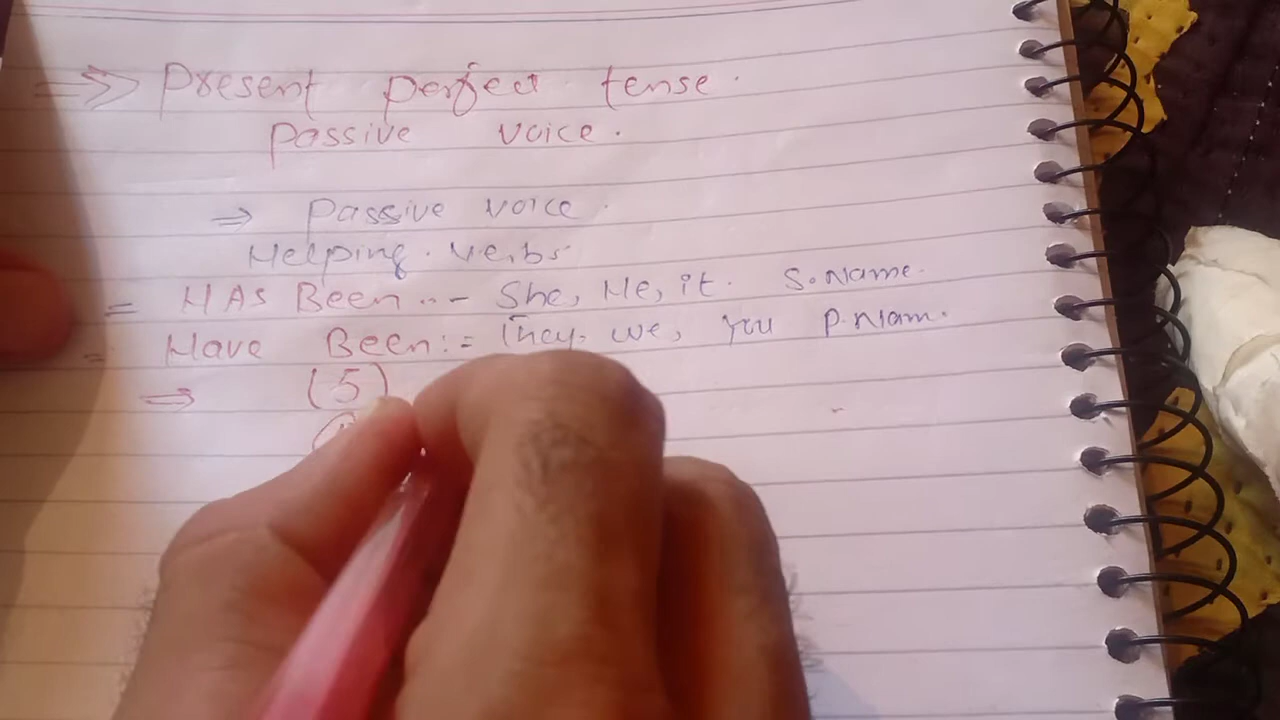 => Present perfect tense.
Passive voice.
=> Passive voice.
Helping. verbs
= HAS Been..- She, He, it. S.Name.
= Have Been:= They, we, you P.Nam.
=> (5)